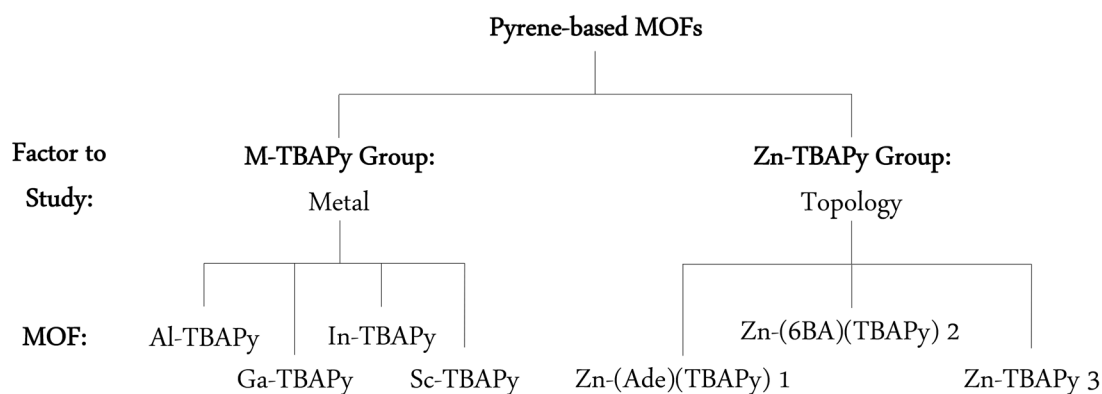 Pyrene-based MOFs
Factor to
Study:
M-TBAPy Group:
Metal
Zn-TBAPy Group:
Topology
MOF:
Al-TBAPy
Ga-TBAPy
In-TBAPy
Sc-TBAPy
Zn-(Ade)(TBAPy) 1
Zn-(6BA)(TBAPy) 2
Zn-TBAPy 3